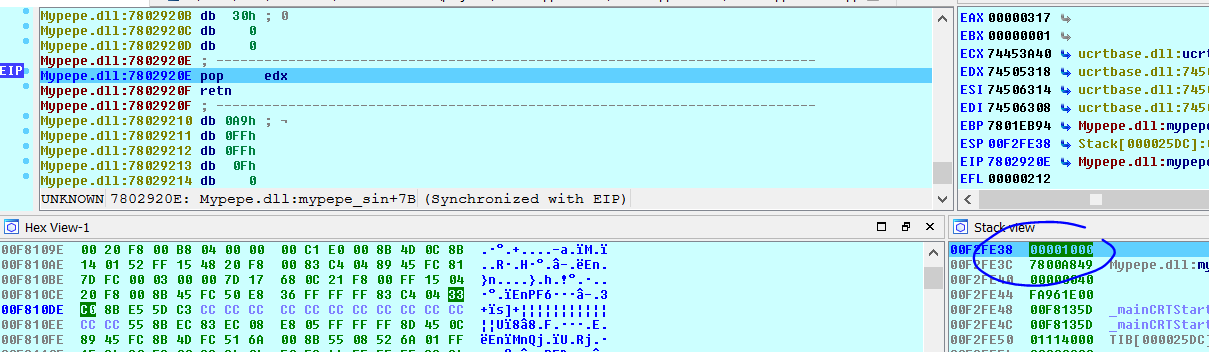 Mypepe.dll:7802920B db 30h ; 0
Mypepe.dll:7802920C db 0
Mypepe.dll:7802920D db 0
Mypepe.dll:7802920E ; ---------------------------------------------------------------------------
EIP Mypepe.dll:7802920E pop edx
Mypepe.dll:7802920F retn
Mypepe.dll:7802920F ; ---------------------------------------------------------------------------
Mypepe.dll:78029210 db 0A9h ; ¬
Mypepe.dll:78029211 db 0FFh
Mypepe.dll:78029212 db 0FFh
Mypepe.dll:78029213 db 0Fh
Mypepe.dll:78029214 db 0
UNKNOWN 7802920E: Mypepe.dll:mypepe_sin+7B (Synchronized with EIP)
EAX 00000317
EBX 00000001
ECX 74453A40 ucrtbase.dll:ucrt
EDX 74505318 ucrtbase.dll:7450
ESI 74506314 ucrtbase.dll:7450
EDI 74506308 ucrtbase.dll:7450
EBP 7801EB94 Mypepe.dll:mypepe
ESP 00F2FE38 Stack[000025DC]:
EIP 7802920E Mypepe.dll:mypepe
EFL 00000212
Hex View-1
00F8109E 00 20 F8 00 B8 04 00 00 00 C1 E0 00 8B 4D 0C 8B
00F810AE 14 01 52 FF 15 48 20 F8 00 83 C4 04 89 45 FC 81
00F810BE 7D FC 00 03 00 00 7D 17 68 0C 21 F8 00 FF 15 04
00F810CE 20 F8 00 8B 45 FC 50 E8 36 FF FF FF 83 C4 04 33
00F810DE C0 8B E5 5D C3 CC CC CC CC CC CC CC CC CC CC CC
00F810EE CC CC 55 8B EC 83 EC 08 E8 05 FF FF FF 8D 45 0C
00F810FE 89 45 FC 8B 4D FC 51 6A 00 8B 55 08 52 6A 01 FF
Stack view
00F2FE38 00001000
00F2FE3C 7800A849 Mypepe.dll:my
00F2FE40 00000040
00F2FE44 FA961E00
00F2FE48 00F8135D _mainCRTStar
00F2FE4C 00F8135D _mainCRTStar
00F2FE50 01114000 TIB[000025DC]